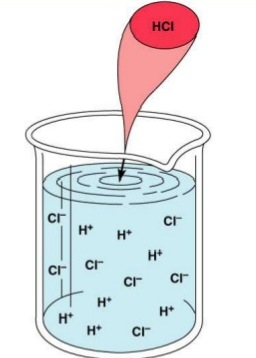 HCl
Cl⁻ H⁺ H⁺ Cl⁻
H⁺
Cl⁻ Cl⁻ Cl⁻ Cl⁻
H⁺
H⁺ H⁺ Cl⁻ H⁺